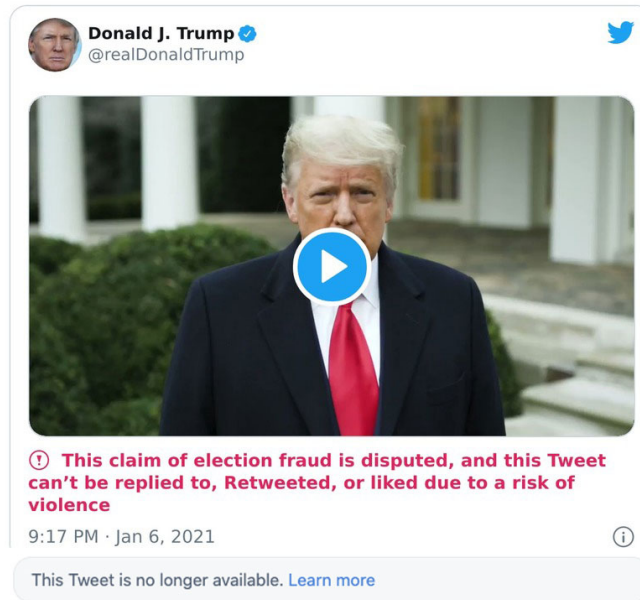 Donald J. Trump
@realDonaldTrump
This claim of election fraud is disputed, and this Tweet
can’t be replied to, Retweeted, or liked due to a risk of
violence
9:17 PM · Jan 6, 2021
This Tweet is no longer available. Learn more